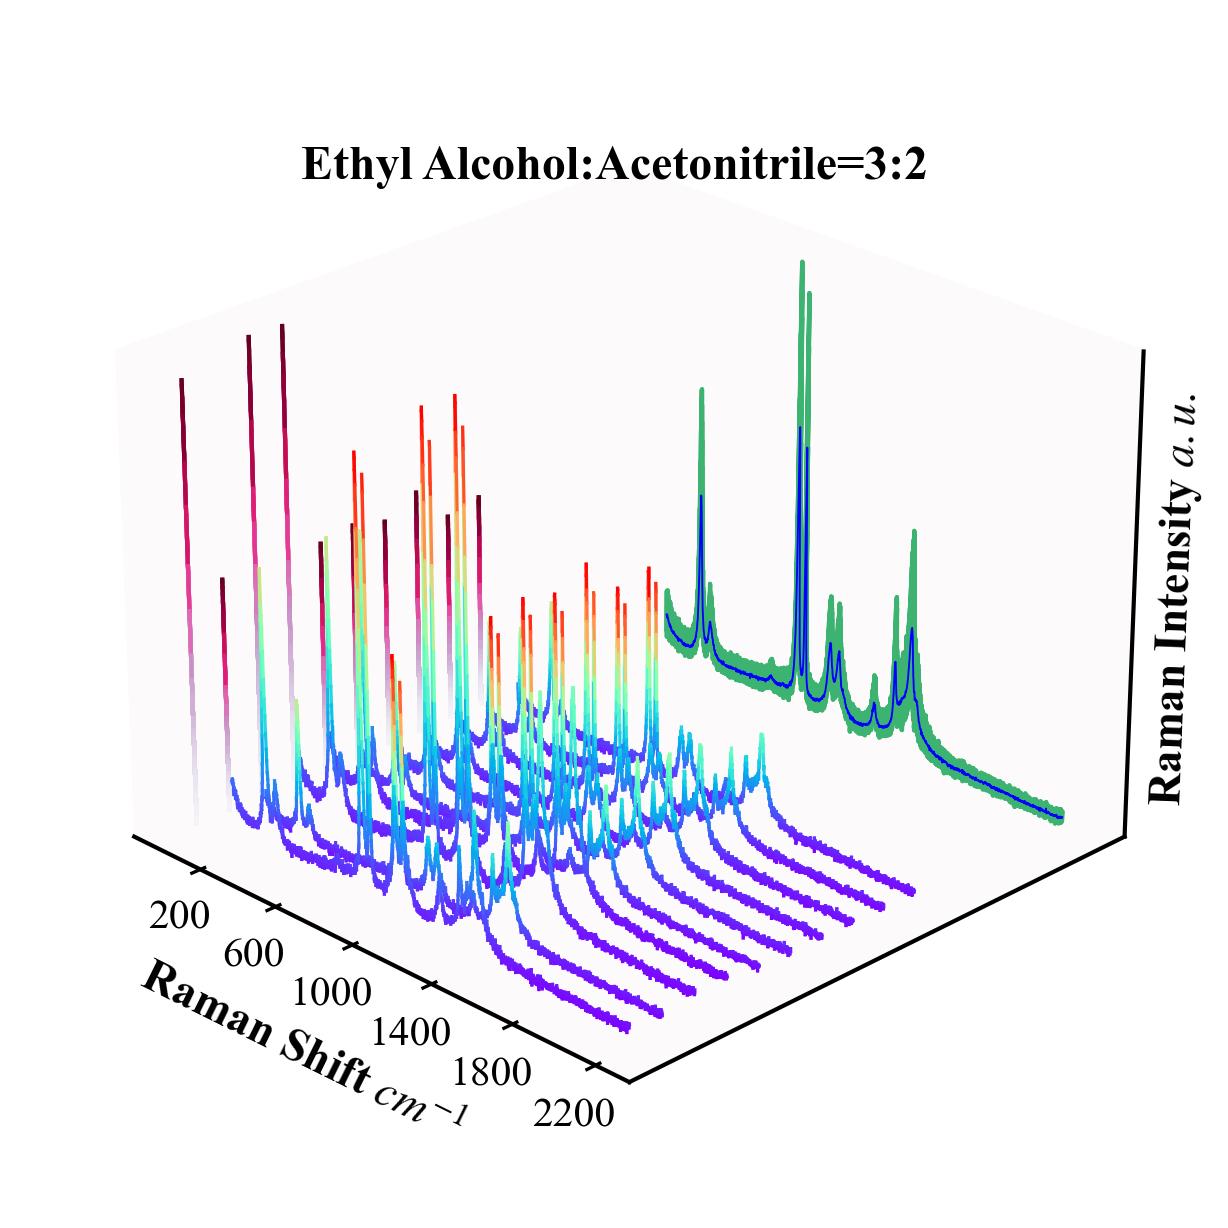 Ethyl Alcohol:Acetonitrile=3:2
Raman Intensity a.u.
200
600
1000
1400
1800
2200
Raman Shift cm⁻¹